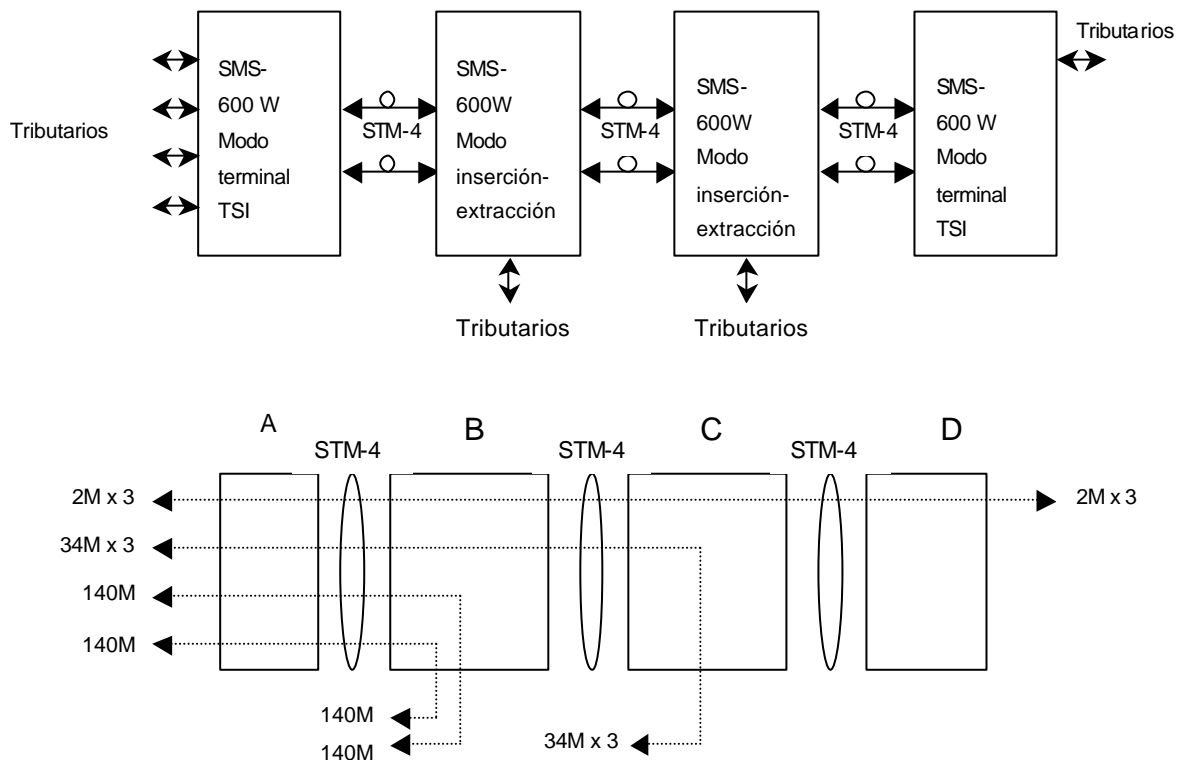 Tributarios
SMS-
600 W
Modo
terminal
TSI
STM-4
SMS-
600W
Modo
inserción-
extracción
STM-4
SMS-
600W
Modo
inserción-
extracción
STM-4
SMS-
600 W
Modo
terminal
TSI
Tributarios
Tributarios
Tributarios
A
STM-4
B
STM-4
C
STM-4
D
2M x 3
2M x 3
34M x 3
140M
140M
140M
140M
34M x 3